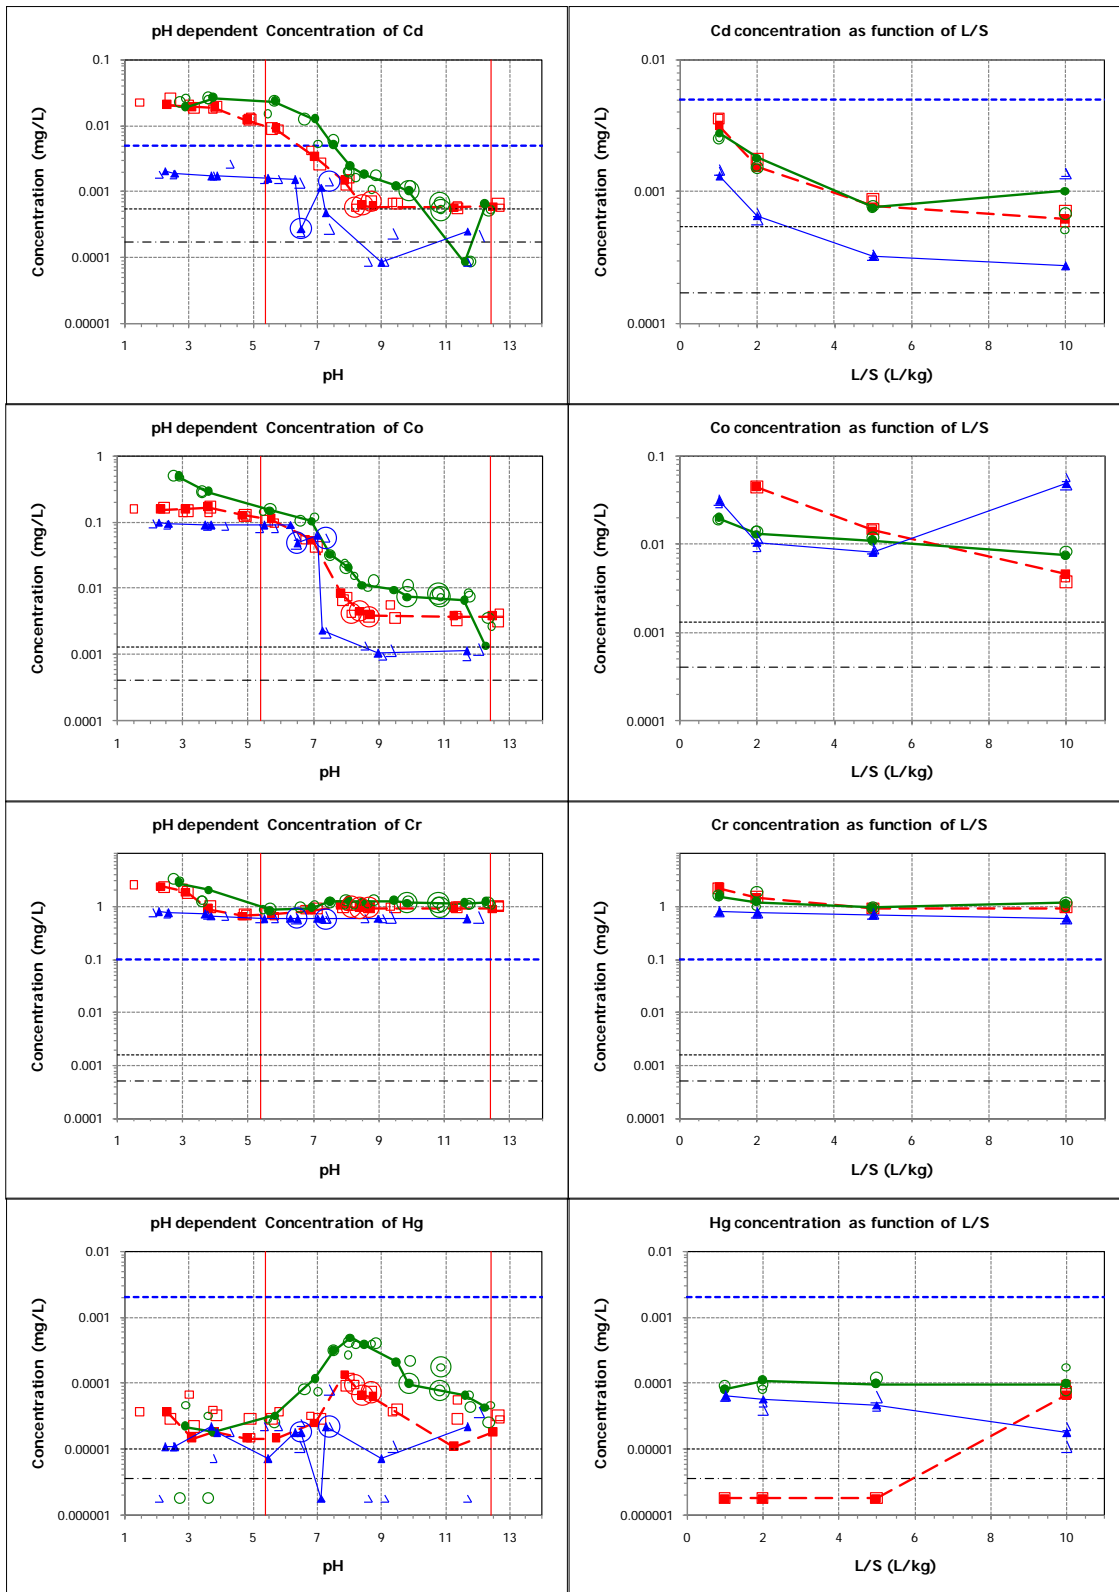 pH dependent Concentration of Cd
Concentration (mg/L)
0.1
0.01
0.001
0.0001
0.00001
1 3 5 7 9 11 13
pH
Cd concentration as function of L/S
Concentration (mg/L)
0.01
0.001
0.0001
0 2 4 6 8 10
L/S (L/kg)
pH dependent Concentration of Co
Concentration (mg/L)
1
0.1
0.01
0.001
0.0001
1 3 5 7 9 11 13
pH
Co concentration as function of L/S
Concentration (mg/L)
0.1
0.01
0.001
0.0001
0 2 4 6 8 10
L/S (L/kg)
pH dependent Concentration of Cr
Concentration (mg/L)
1
0.1
0.01
0.001
0.0001
1 3 5 7 9 11 13
pH
Cr concentration as function of L/S
Concentration (mg/L)
1
0.1
0.01
0.001
0.0001
0 2 4 6 8 10
L/S (L/kg)
pH dependent Concentration of Hg
Concentration (mg/L)
0.01
0.001
0.0001
0.00001
0.000001
1 3 5 7 9 11 13
pH
Hg concentration as function of L/S
Concentration (mg/L)
0.01
0.001
0.0001
0.00001
0.000001
0 2 4 6 8 10
L/S (L/kg)